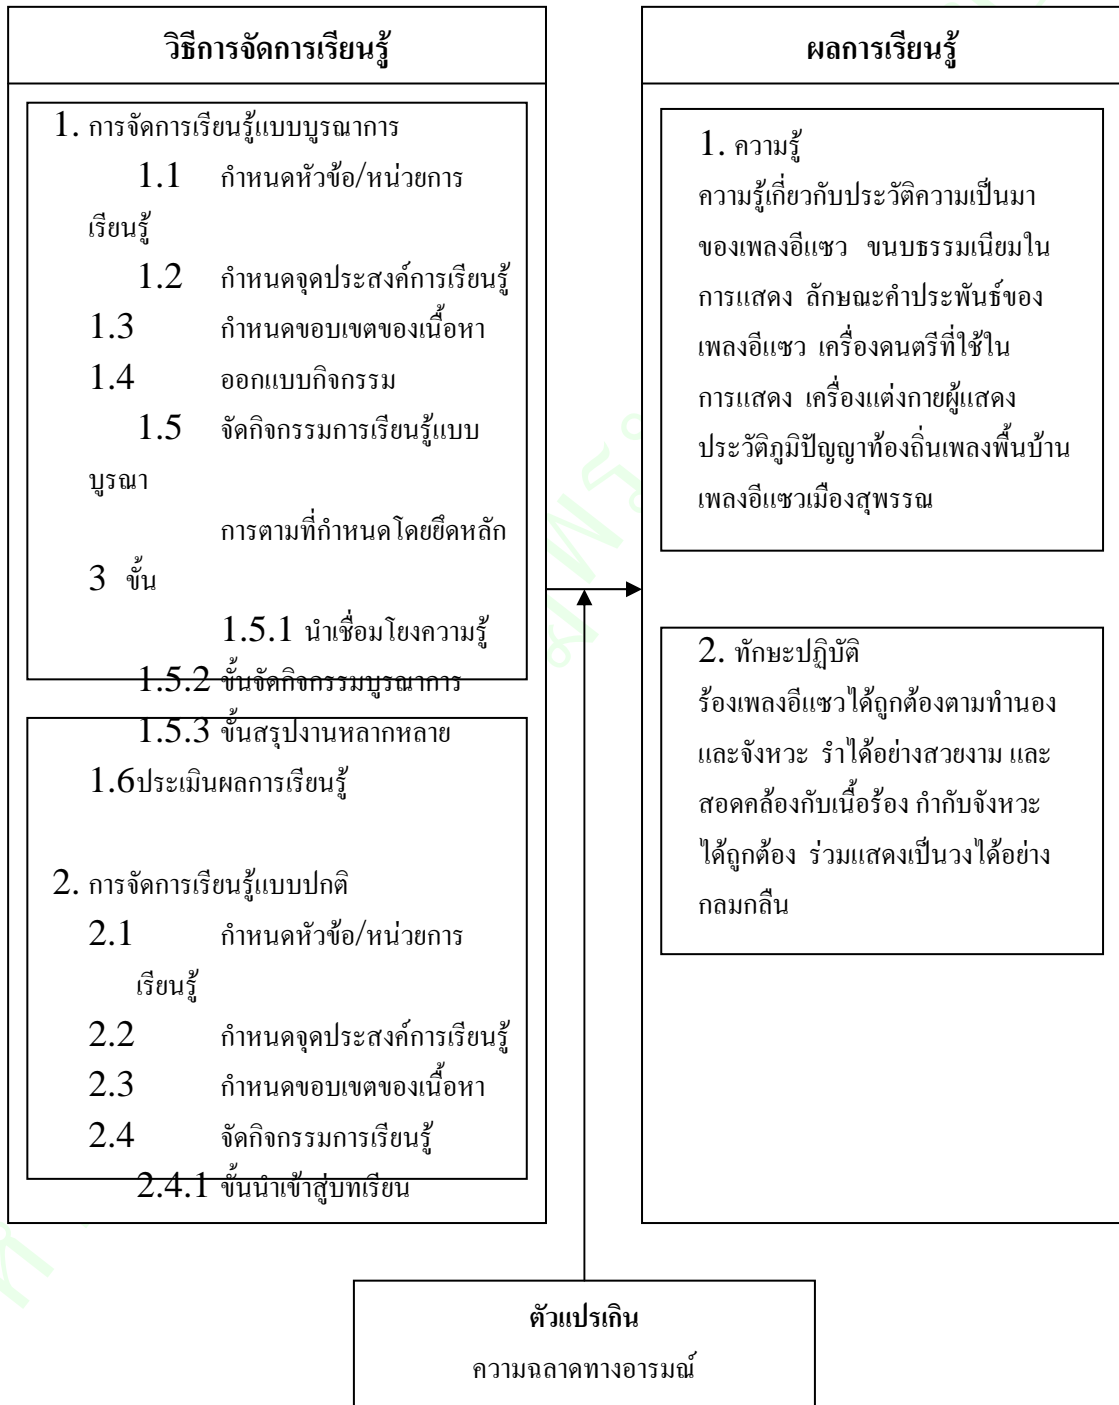 วิธีการจัดการเรียนรู้
1. การจัดการเรียนรู้แบบบูรณาการ
1.1 กำหนดหัวข้อ/หน่วยการ
เรียนรู้
1.2 กำหนดจุดประสงค์การเรียนรู้
1.3 กำหนดขอบเขตของเนื้อหา
1.4 ออกแบบกิจกรรม
1.5 จัดกิจกรรมการเรียนรู้แบบ
บูรณา
การตามที่กำหนดโดยยึดหลัก
3 ขั้น
1.5.1 นำเชื่อมโยงความรู้
1.5.2 ขั้นจัดกิจกรรมบูรณาการ
1.5.3 ขั้นสรุปงานหลากหลาย
1.6ประเมินผลการเรียนรู้
2. การจัดการเรียนรู้แบบปกติ
2.1 กำหนดหัวข้อ/หน่วยการ
เรียนรู้
2.2 กำหนดจุดประสงค์การเรียนรู้
2.3 กำหนดขอบเขตของเนื้อหา
2.4 จัดกิจกรรมการเรียนรู้
2.4.1 ขั้นนำเข้าสู่บทเรียน
ผลการเรียนรู้
1. ความรู้
ความรู้เกี่ยวกับประวัติความเป็นมา
ของเพลงอีแซว ขนบธรรมเนียมใน
การแสดง ลักษณะคำประพันธ์ของ
เพลงอีแซว เครื่องดนตรีที่ใช้ใน
การแสดง เครื่องแต่งกายผู้แสดง
ประวัติภูมิปัญญาท้องถิ่นเพลงพื้นบ้าน
เพลงอีแซวเมืองสุพรรณ
2. ทักษะปฏิบัติ
ร้องเพลงอีแซวได้ถูกต้องตามทำนอง
และจังหวะ รำได้อย่างสวยงาม และ
สอดคล้องกับเนื้อร้อง กำกับจังหวะ
ได้ถูกต้อง ร่วมแสดงเป็นวงได้อย่าง
กลมกลืน
ตัวแปรเกิน
ความฉลาดทางอารมณ์